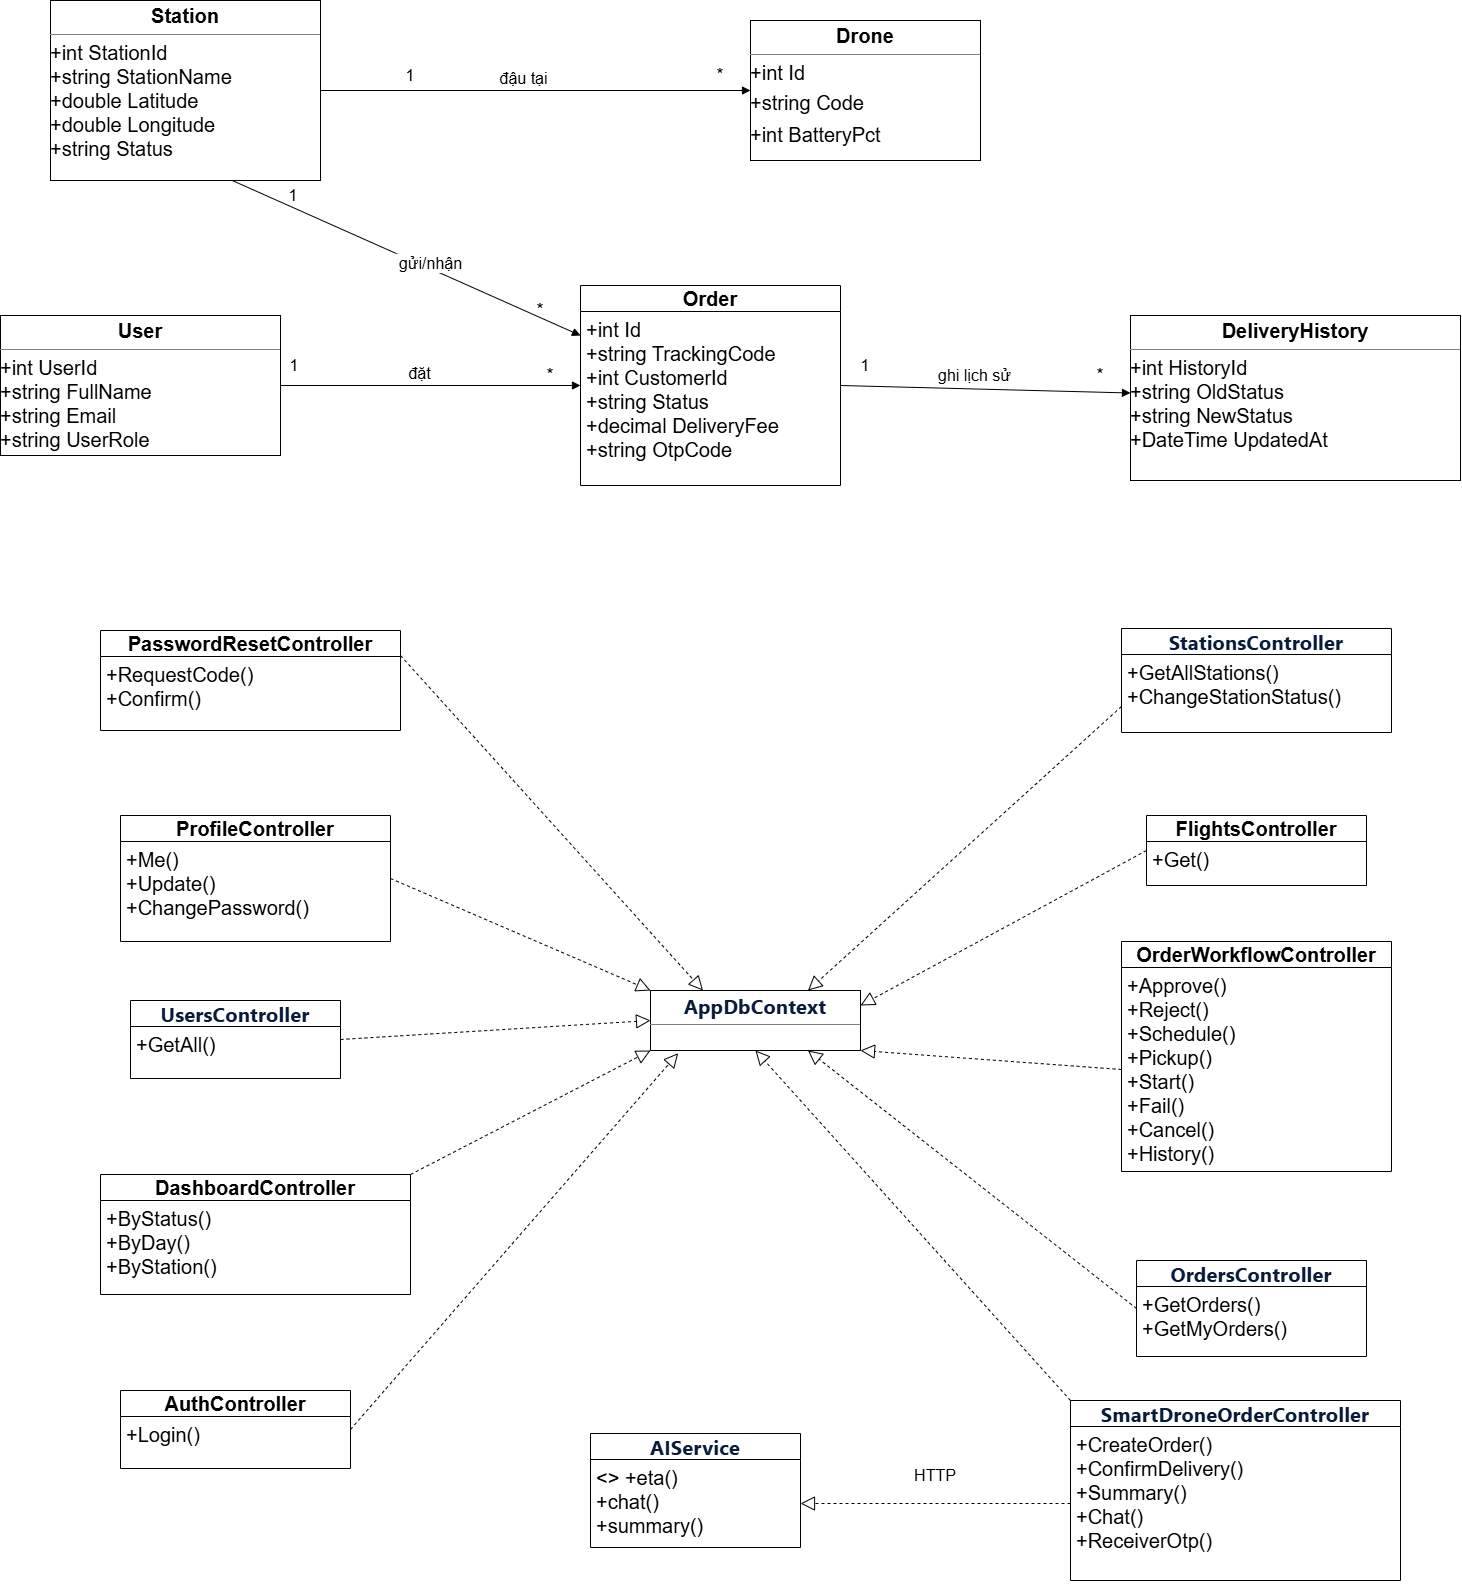 Station
+int StationId
+string StationName
+double Latitude
+double Longitude
+string Status
1
đậu tại
*
Drone
+int Id
+string Code
+int BatteryPct
1
gửi/nhận
*
User
+int UserId
+string FullName
+string Email
+string UserRole
1
đặt
*
Order
+int Id
+string TrackingCode
+int CustomerId
+string Status
+decimal DeliveryFee
+string OtpCode
1
ghi lịch sử
*
DeliveryHistory
+int HistoryId
+string OldStatus
+string NewStatus
+DateTime UpdatedAt
PasswordResetController
+RequestCode()
+Confirm()
StationsController
+GetAllStations()
+ChangeStationStatus()
ProfileController
+Me()
+Update()
+ChangePassword()
FlightsController
+Get()
UsersController
+GetAll()
AppDbContext
OrderWorkflowController
+Approve()
+Reject()
+Schedule()
+Pickup()
+Start()
+Fail()
+Cancel()
+History()
DashboardController
+ByStatus()
+ByDay()
+ByStation()
OrdersController
+GetOrders()
+GetMyOrders()
AuthController
+Login()
AIService
<> +eta()
+chat()
+summary()
HTTP
SmartDroneOrderController
+CreateOrder()
+ConfirmDelivery()
+Summary()
+Chat()
+ReceiverOtp()